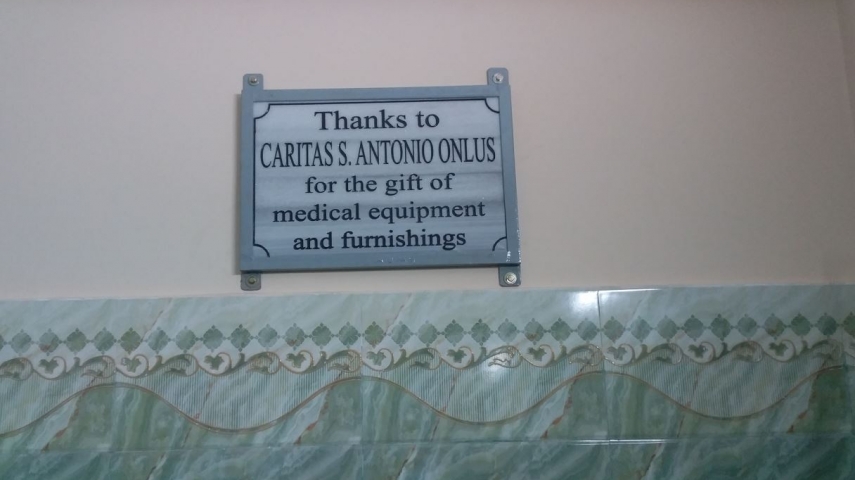 Thanks to
CARITAS S. ANTONIO ONLUS
for the gift of
medical equipment
and furnishings